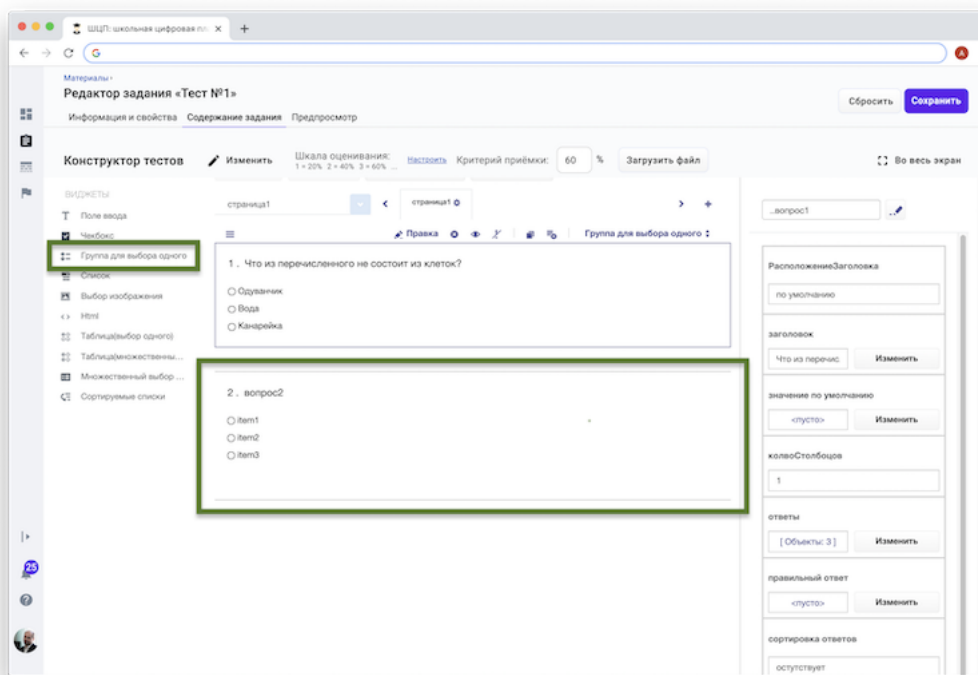 ШЦП: школьная цифровая пл.
Материалы
Редактор задания «Тест №1»
Сбросить
Сохранить
Информация и свойства Содержание задания Предпросмотр
Конструктор тестов
Изменить
Шкала оценивания:
1 = 20% 2 = 40% 3 = 60% ...
Настроить
Критерий приёмки: 60 %
Загрузить файл
Во весь экран
ВИДЖЕТЫ
Поле ввода
Чекбокс
Группа для выбора одного
Список
Выбор изображения
Html
Таблица(выбор одного)
Таблица(множественны...
Множественный выбор ...
Сортируемые списки
25
страница1
страница1
Правка
Группа для выбора одного
1 . Что из перечисленного не состоит из клеток?
Одуванчик
Вода
Канарейка
2 . вопрос2
item1
item2
item3
..вопрос1
РасположениеЗаголовка
по умолчанию
заголовок
Что из перечис
Изменить
значение по умолчанию
<пусто>
Изменить
колвоСтолбоцов
1
ответы
[ Объекты: 3 ]
Изменить
правильный ответ
<пусто>
Изменить
сортировка ответов
остутствует